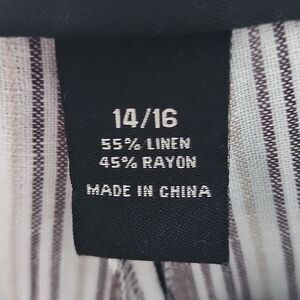 14/16
55% LINEN
45% RAYON
MADE IN CHINA